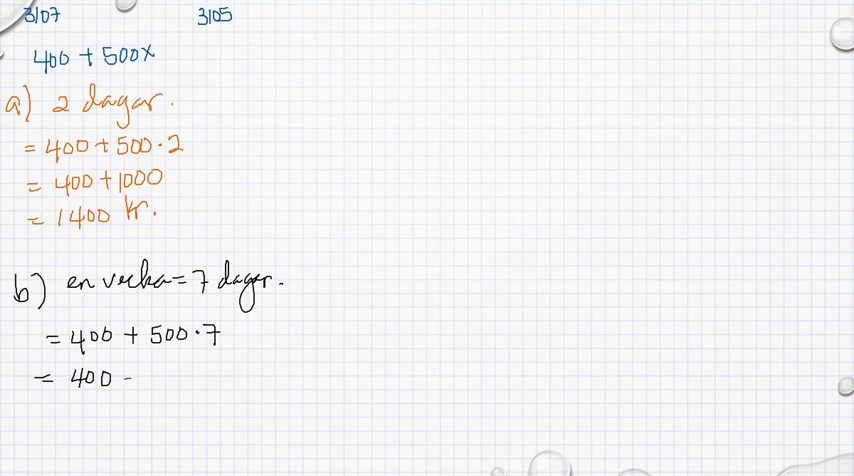 3107 3105
400 + 500x
a) 2 dagar.
= 400 + 500 · 2
= 400 + 1000
= 1400 kr.
b) en vecka = 7 dagar.
= 400 + 500 · 7
= 400 -